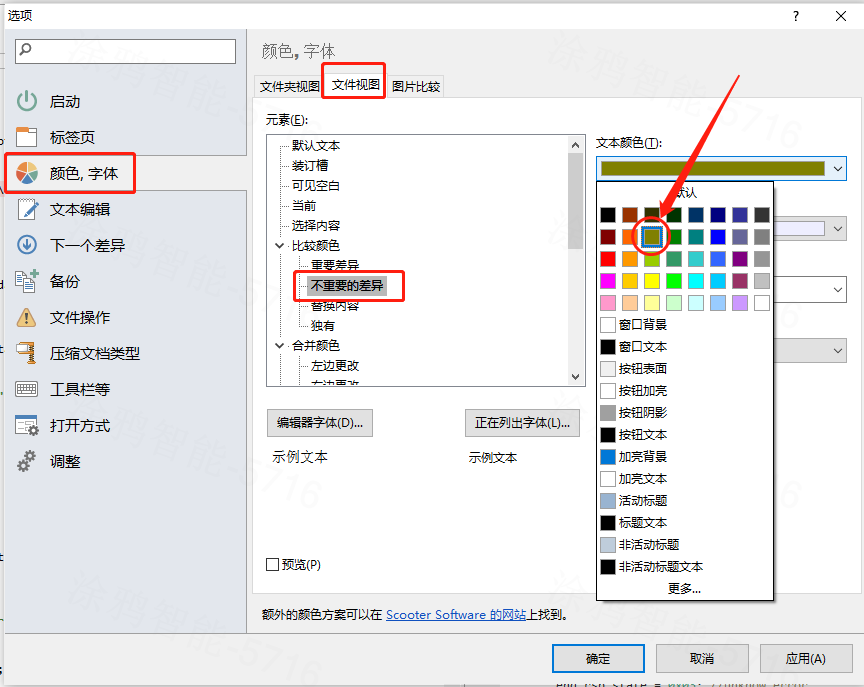 选项
?
启动
标签页
颜色, 字体
文本编辑
下一个差异
备份
文件操作
压缩文档类型
工具栏等
打开方式
调整
颜色, 字体
文件夹视图
文件视图
图片比较
元素(E):
默认文本
装订槽
可见空白
当前
选择内容
比较颜色
重要差异
不重要的差异
替换内容
独有
合并颜色
左边更改
右边更改
编辑器字体(D)...
正在列出字体(L)...
示例文本
示例文本
预览(P)
文本颜色(T):
默认
窗口背景
窗口文本
按钮表面
按钮加亮
按钮阴影
按钮文本
加亮背景
加亮文本
活动标题
标题文本
非活动标题
非活动标题文本
更多...
额外的颜色方案可以在 Scooter Software 的网站上找到。
确定
取消
应用(A)
涂鸦智能-5716